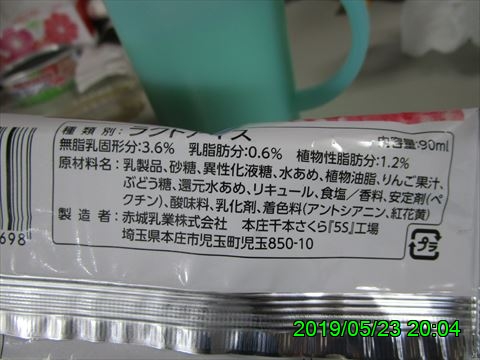 種類別: ラクトアイス 内容量:90ml
無脂乳固形分:3.6% 乳脂肪分:0.6% 植物性脂肪分:1.2%
原材料名: 乳製品、砂糖、異性化液糖、水あめ、植物油脂、りんご果汁、
ぶどう糖、還元水あめ、リキュール、食塩/香料、安定剤(ペ
クチン)、酸味料、乳化剤、着色料(アントシアニン、紅花黄)
製造者: 赤城乳業株式会社 本庄千本さくら『5S』工場
埼玉県本庄市児玉町児玉850-10
698
プラ
2019/05/23 20:04